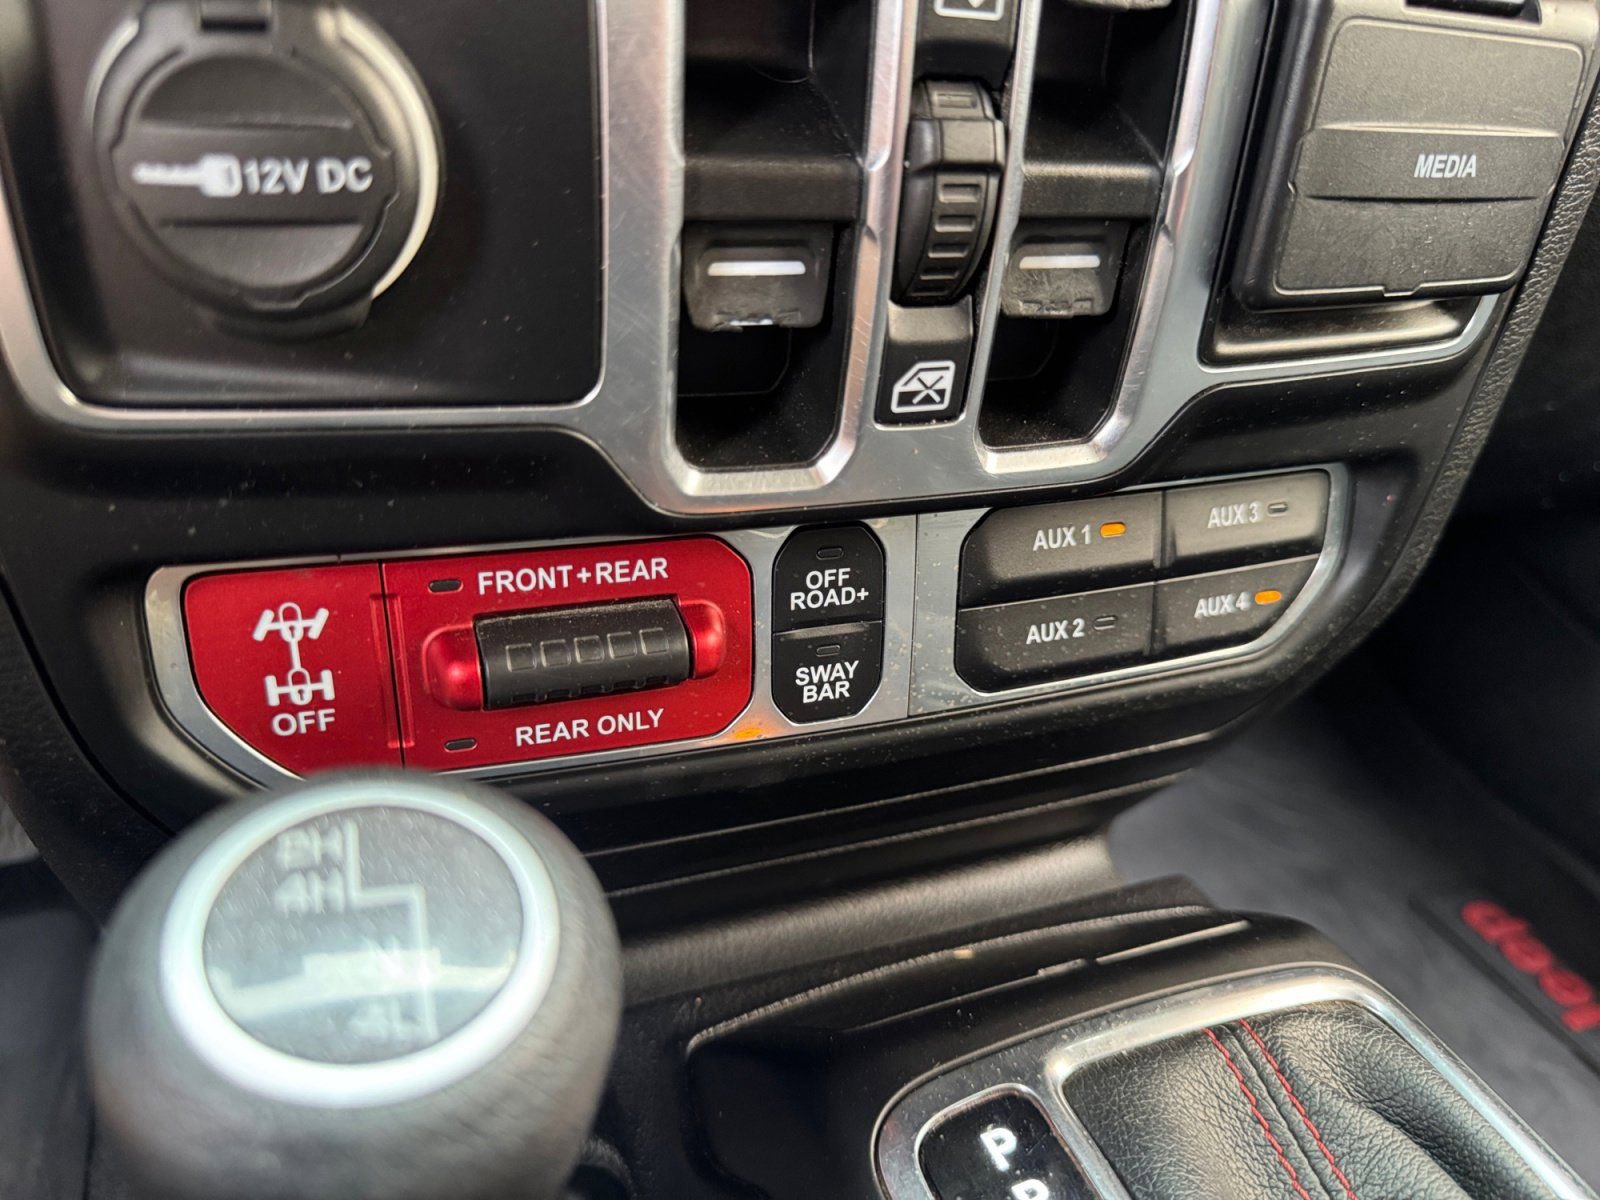 12V DC
MEDIA
FRONT+REAR
OFF
REAR ONLY
OFF
ROAD+
SWAY
BAR
AUX 1
AUX 3
AUX 2
AUX 4
2H
4H
N
4L
P
R
Jeep